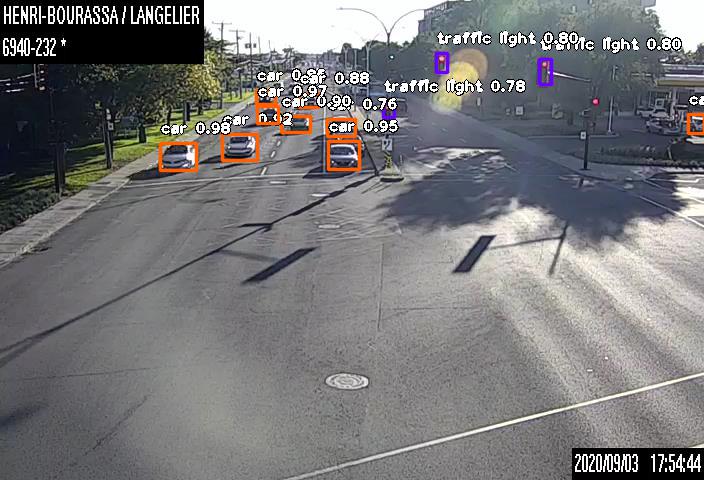 HENRI-BOURASSA / LANGELIER
6940-232 *
traffic light 0.80
traffic light 0.80
car 0.88
car 0.97
traffic light 0.78
car 0.90
0.76
car 0.98
0.92
car 0.95
2020/09/03 17:54:44